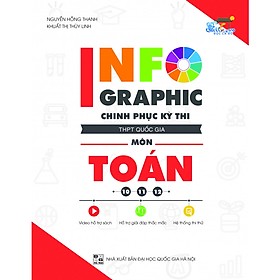 NGUYỄN HỒNG THANH
KHUẤT THỊ THÙY LINH
INFO
GRAPHIC
CHINH PHỤC KỲ THI
THPT QUỐC GIA
MÔN
TOÁN
10 11 12
Video hỗ trợ sách
Hỗ trợ giải đáp thắc mắc
Hệ thống thi thử
NHÀ XUẤT BẢN ĐẠI HỌC QUỐC GIA HÀ NỘI